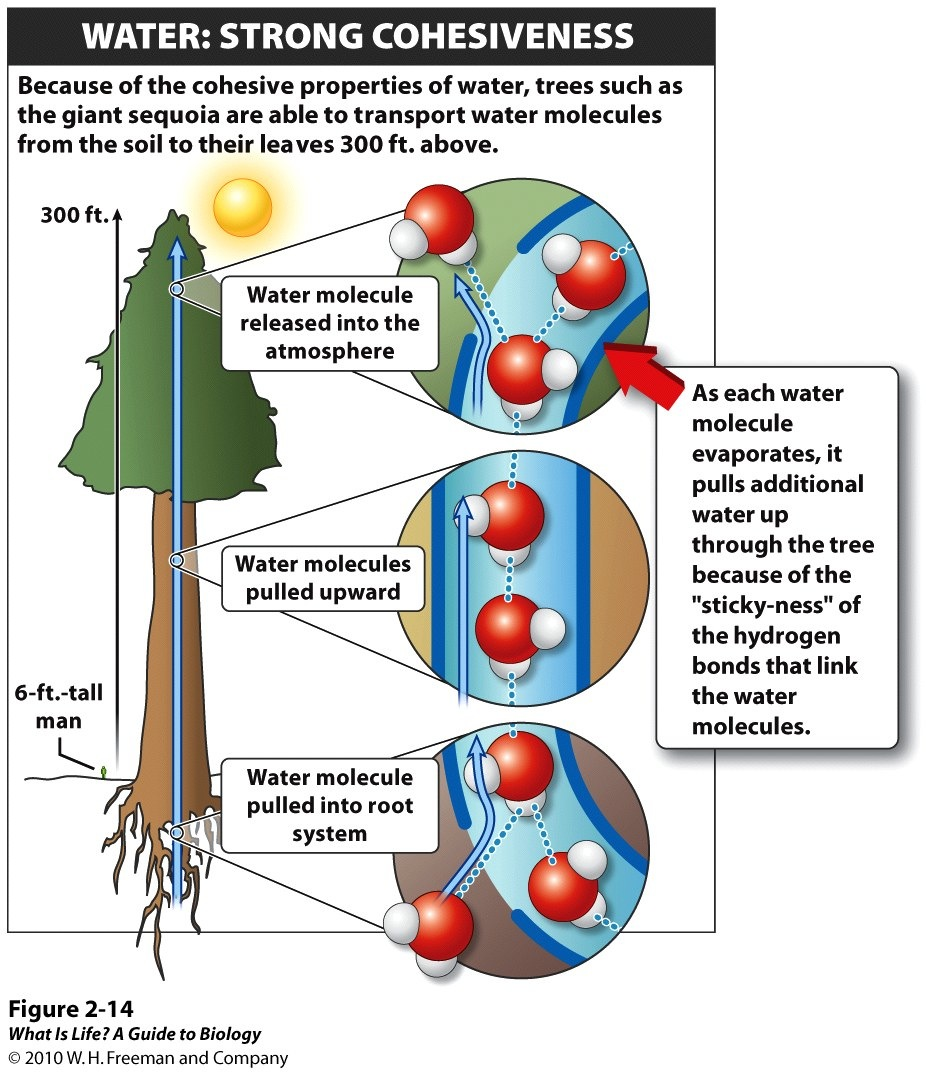 WATER: STRONG COHESIVENESS
Because of the cohesive properties of water, trees such as
the giant sequoia are able to transport water molecules
from the soil to their leaves 300 ft. above.
300 ft.
Water molecule
released into the
atmosphere
As each water
molecule
evaporates, it
pulls additional
water up
through the tree
because of the
"sticky-ness" of
the hydrogen
bonds that link
the water
molecules.
Water molecules
pulled upward
6-ft.-tall
man
Water molecule
pulled into root
system
Figure 2-14
What Is Life? A Guide to Biology
© 2010 W. H. Freeman and Company